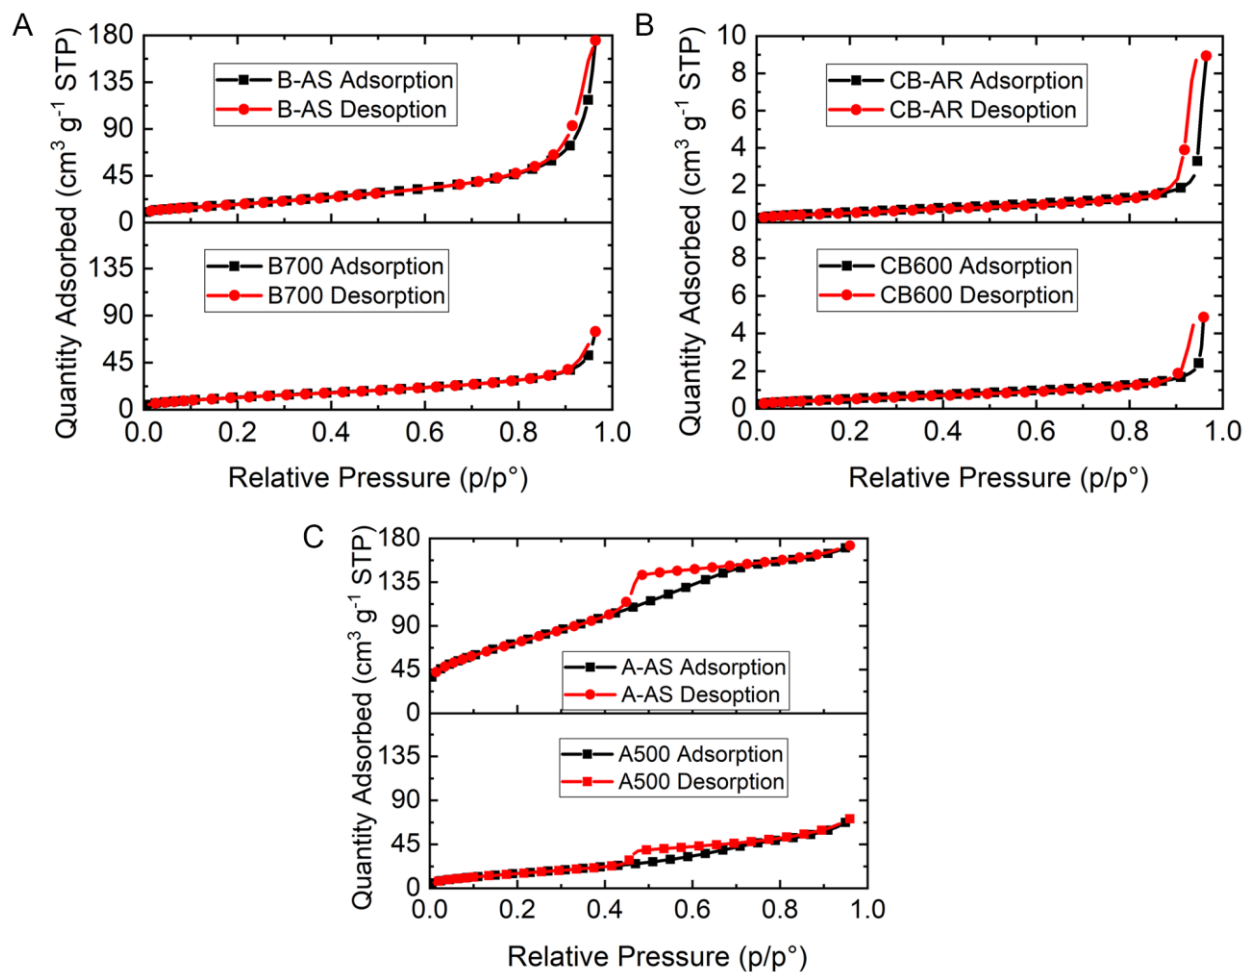 A
B
Quantity Adsorbed (cm³ g⁻¹ STP)
180
135
90
45
0
B-AS Adsorption
B-AS Desoption
135
90
45
0
B700 Adsorption
B700 Desorption
0.0 0.2 0.4 0.6 0.8 1.0
Relative Pressure (p/p°)
Quantity Adsorbed (cm³ g⁻¹ STP)
10
8
6
4
2
0
CB-AR Adsorption
CB-AR Desoption
8
6
4
2
0
CB600 Adsorption
CB600 Desorption
0.0 0.2 0.4 0.6 0.8 1.0
Relative Pressure (p/p°)
C
Quantity Adsorbed (cm³ g⁻¹ STP)
180
135
90
45
0
A-AS Adsorption
A-AS Desoption
135
90
45
0
A500 Adsorption
A500 Desorption
0.0 0.2 0.4 0.6 0.8 1.0
Relative Pressure (p/p°)